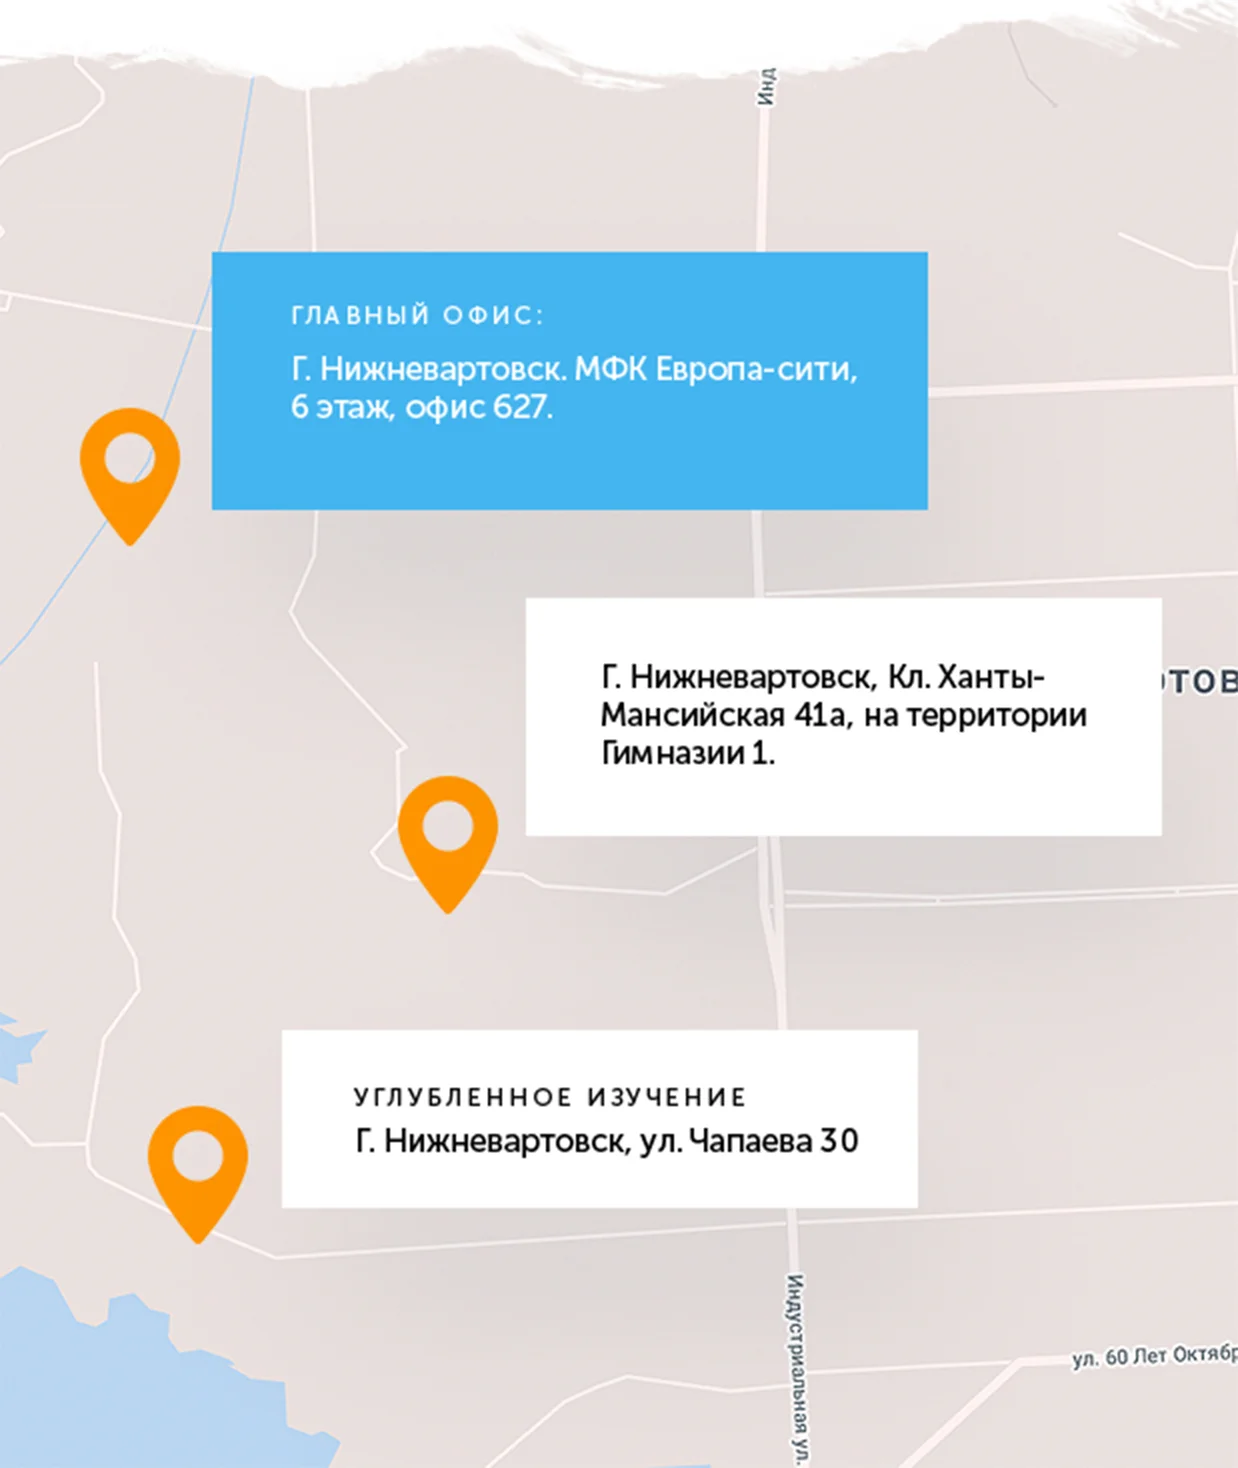 Инд
ГЛАВНЫЙ ОФИС:
Г. Нижневартовск. МФК Европа-сити,
6 этаж, офис 627.
Г. Нижневартовск, Кл. Ханты-
Мансийская 41а, на территории
Гимназии 1.
тов
УГЛУБЛЕННОЕ ИЗУЧЕНИЕ
Г. Нижневартовск, ул. Чапаева 30
Индустриальная ул.
ул. 60 Лет Октябр